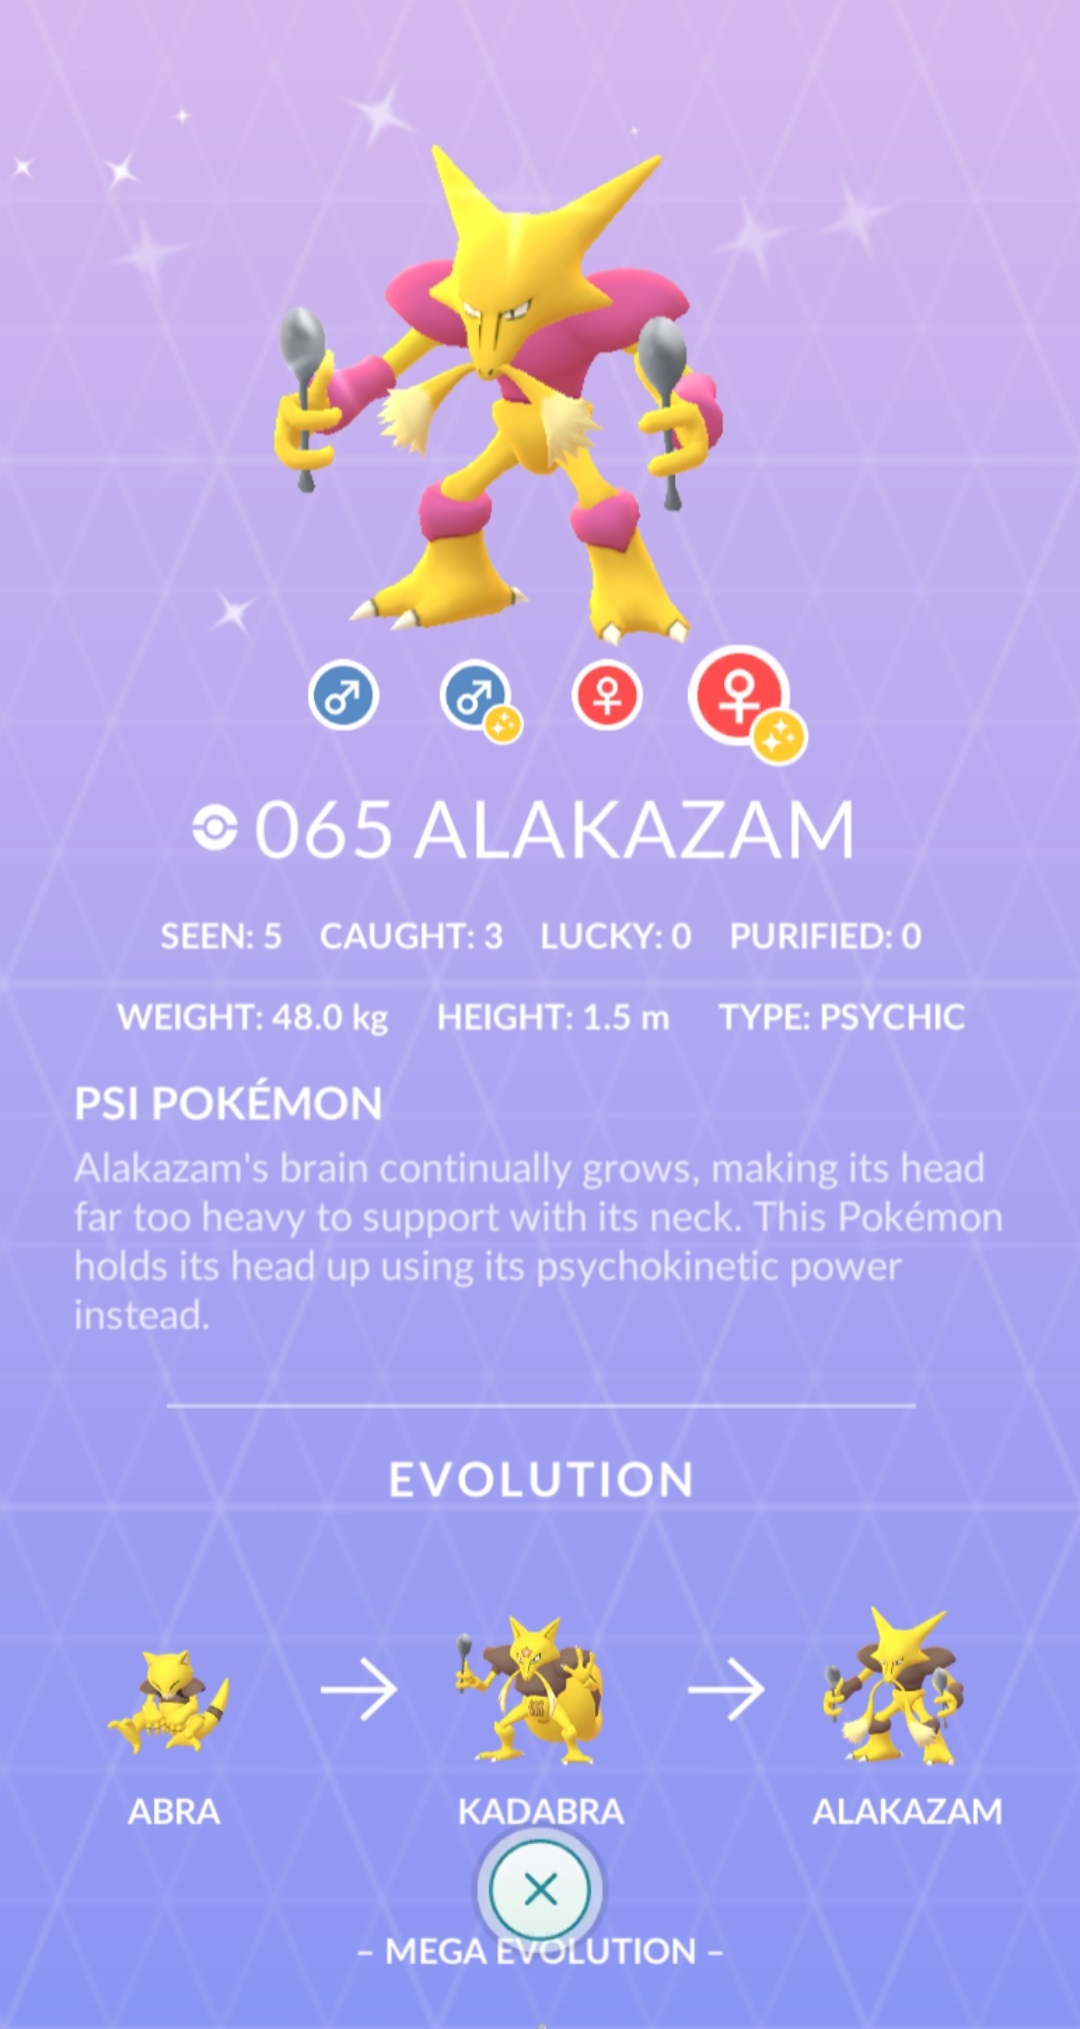 065 ALAKAZAM
SEEN: 5 CAUGHT: 3 LUCKY: 0 PURIFIED: 0
WEIGHT: 48.0 kg HEIGHT: 1.5 m TYPE: PSYCHIC
PSI POKÉMON
Alakazam's brain continually grows, making its head
far too heavy to support with its neck. This Pokémon
holds its head up using its psychokinetic power
instead.
EVOLUTION
ABRA KADABRA ALAKAZAM
– MEGA EVOLUTION –